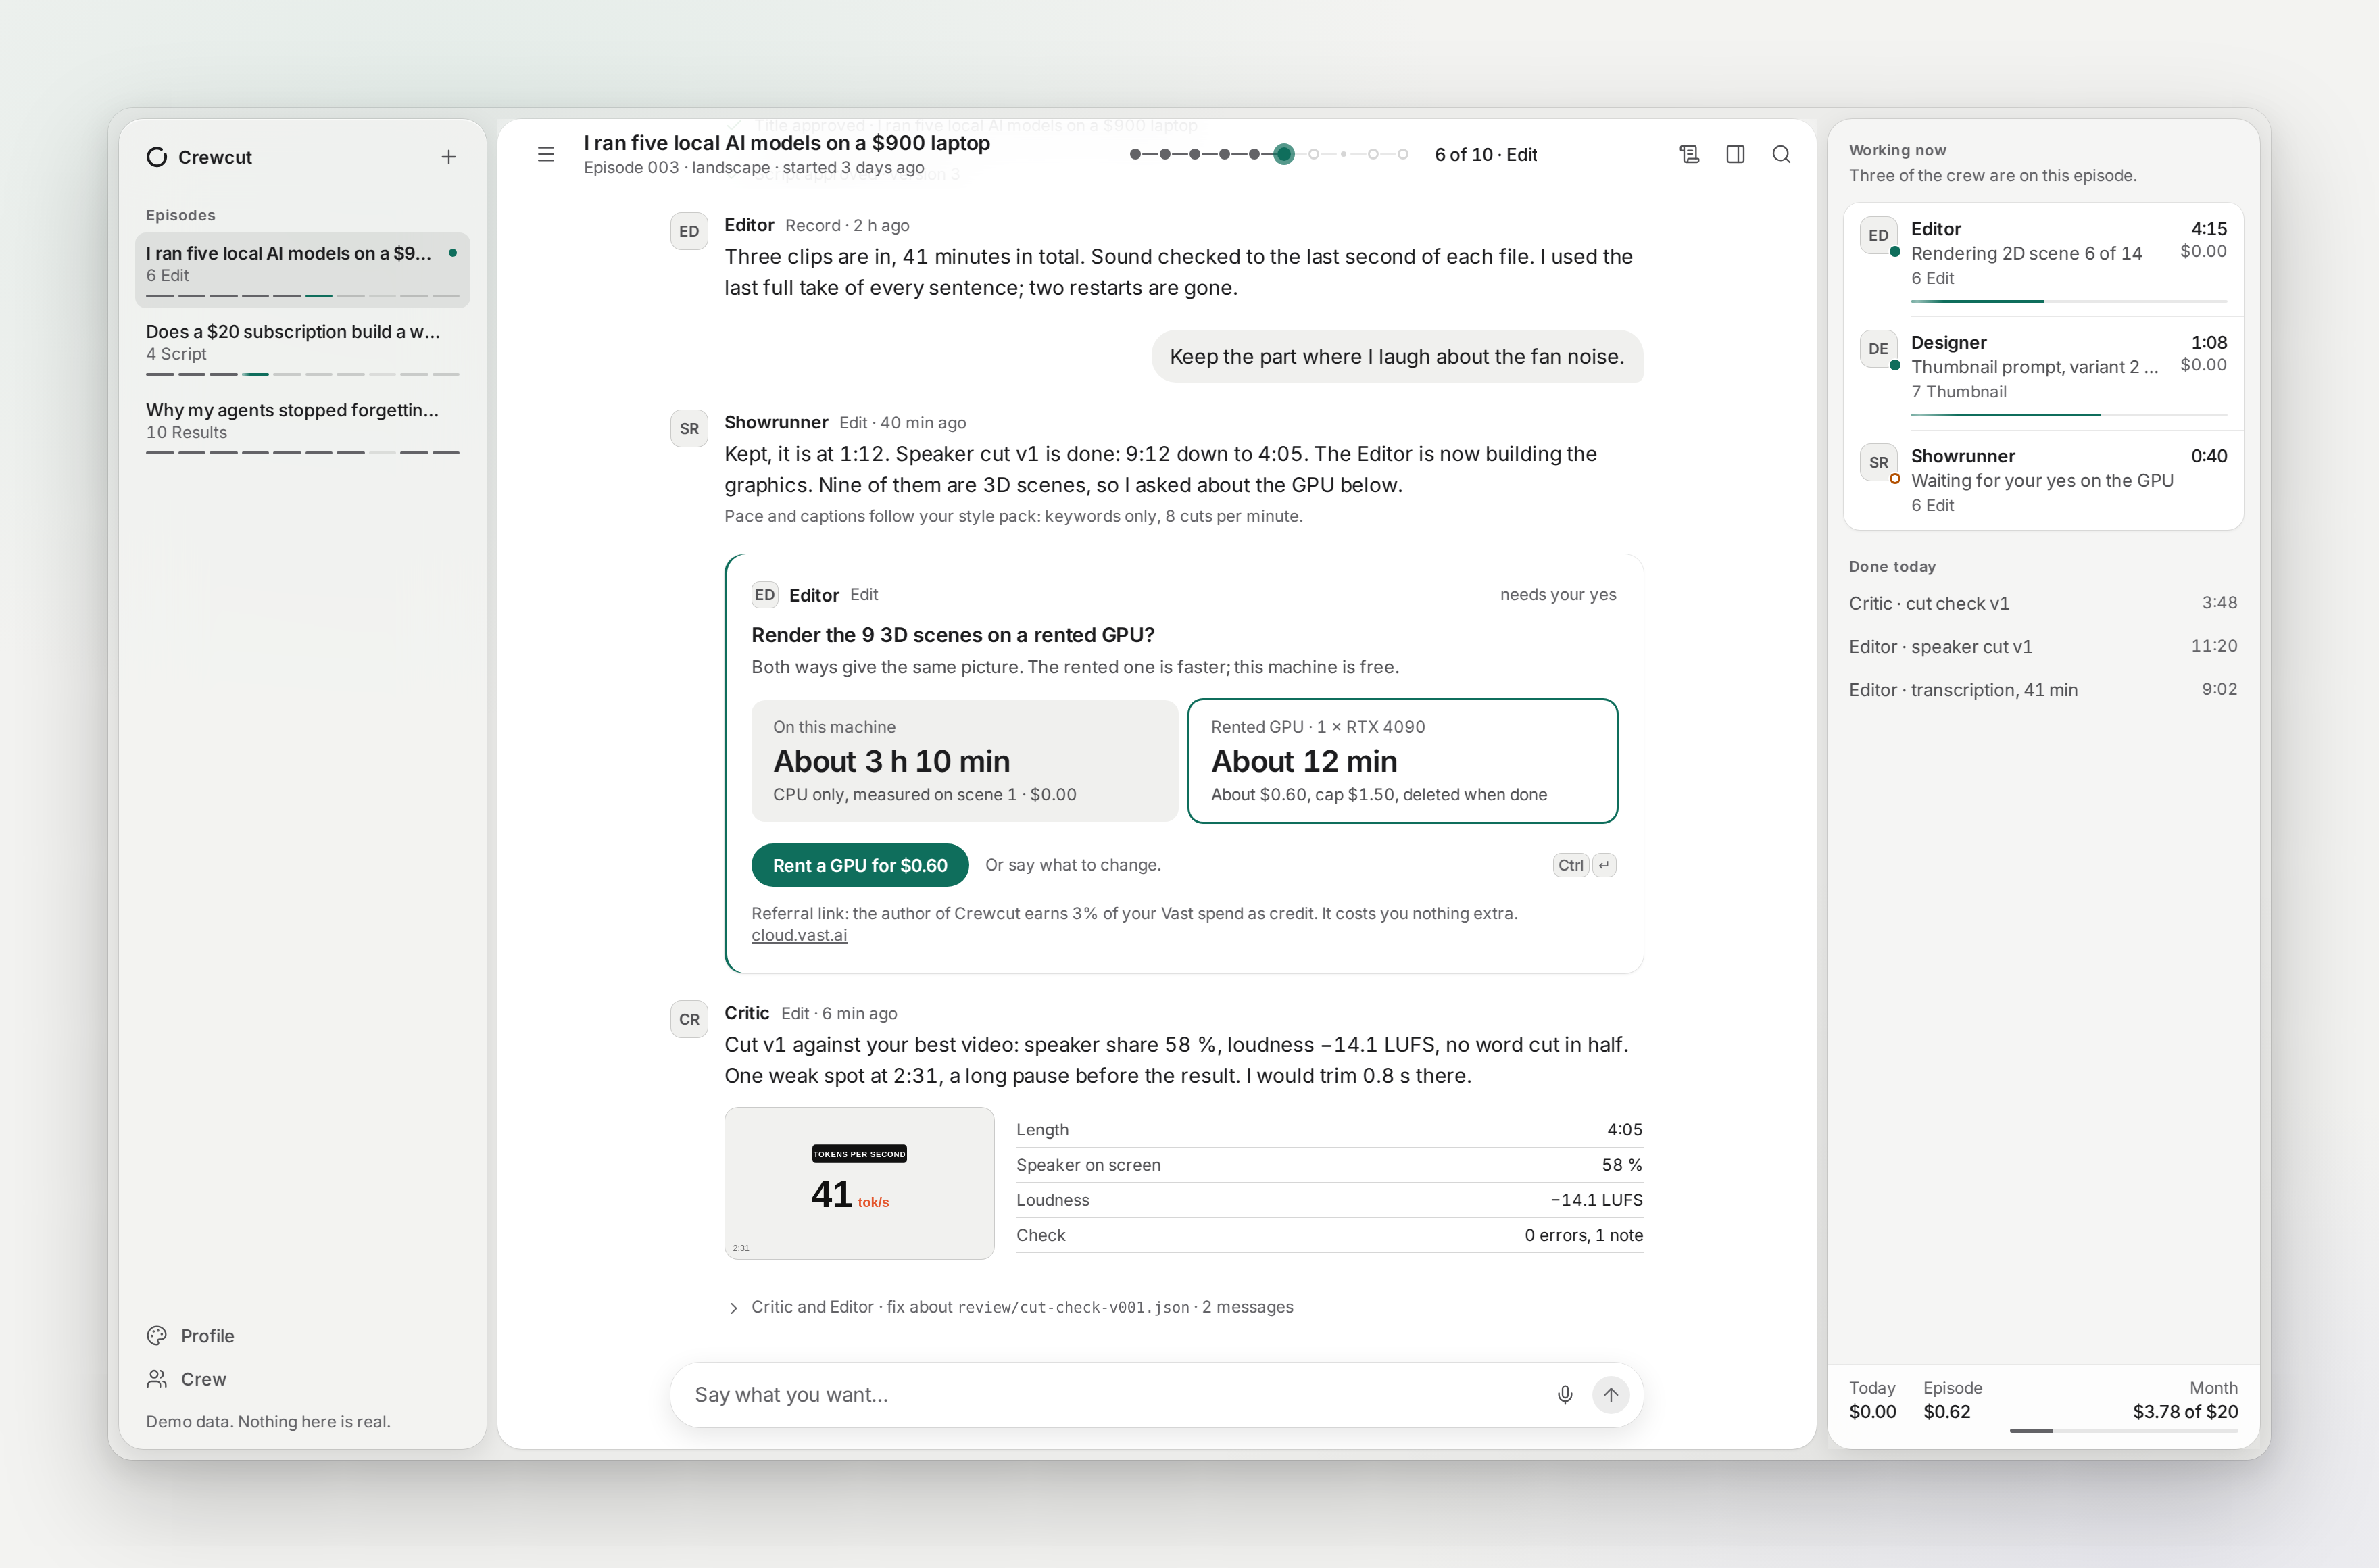 Crewcut
Episodes
I ran five local AI models on a $9...
6 Edit
Does a $20 subscription build a w...
4 Script
Why my agents stopped forgettin...
10 Results
Profile
Crew
Demo data. Nothing here is real.
Title approved · I ran five local AI models on a $900 laptop
I ran five local AI models on a $900 laptop
Episode 003 · landscape · started 3 days ago
Script approved · version 3
6 of 10 · Edit
ED
Editor Record · 2 h ago
Three clips are in, 41 minutes in total. Sound checked to the last second of each file. I used the
last full take of every sentence; two restarts are gone.
Keep the part where I laugh about the fan noise.
SR
Showrunner Edit · 40 min ago
Kept, it is at 1:12. Speaker cut v1 is done: 9:12 down to 4:05. The Editor is now building the
graphics. Nine of them are 3D scenes, so I asked about the GPU below.
Pace and captions follow your style pack: keywords only, 8 cuts per minute.
ED Editor Edit needs your yes
Render the 9 3D scenes on a rented GPU?
Both ways give the same picture. The rented one is faster; this machine is free.
On this machine
About 3 h 10 min
CPU only, measured on scene 1 · $0.00
Rented GPU · 1 × RTX 4090
About 12 min
About $0.60, cap $1.50, deleted when done
Rent a GPU for $0.60 Or say what to change. Ctrl ↵
Referral link: the author of Crewcut earns 3% of your Vast spend as credit. It costs you nothing extra.
cloud.vast.ai
CR
Critic Edit · 6 min ago
Cut v1 against your best video: speaker share 58 %, loudness −14.1 LUFS, no word cut in half.
One weak spot at 2:31, a long pause before the result. I would trim 0.8 s there.
TOKENS PER SECOND
41 tok/s
2:31
Length 4:05
Speaker on screen 58 %
Loudness −14.1 LUFS
Check 0 errors, 1 note
Critic and Editor · fix about review/cut-check-v001.json · 2 messages
Say what you want...
Working now
Three of the crew are on this episode.
ED Editor 4:15
Rendering 2D scene 6 of 14 $0.00
6 Edit
DE Designer 1:08
Thumbnail prompt, variant 2 ... $0.00
7 Thumbnail
SR Showrunner 0:40
Waiting for your yes on the GPU
6 Edit
Done today
Critic · cut check v1 3:48
Editor · speaker cut v1 11:20
Editor · transcription, 41 min 9:02
Today Episode Month
$0.00 $0.62 $3.78 of $20